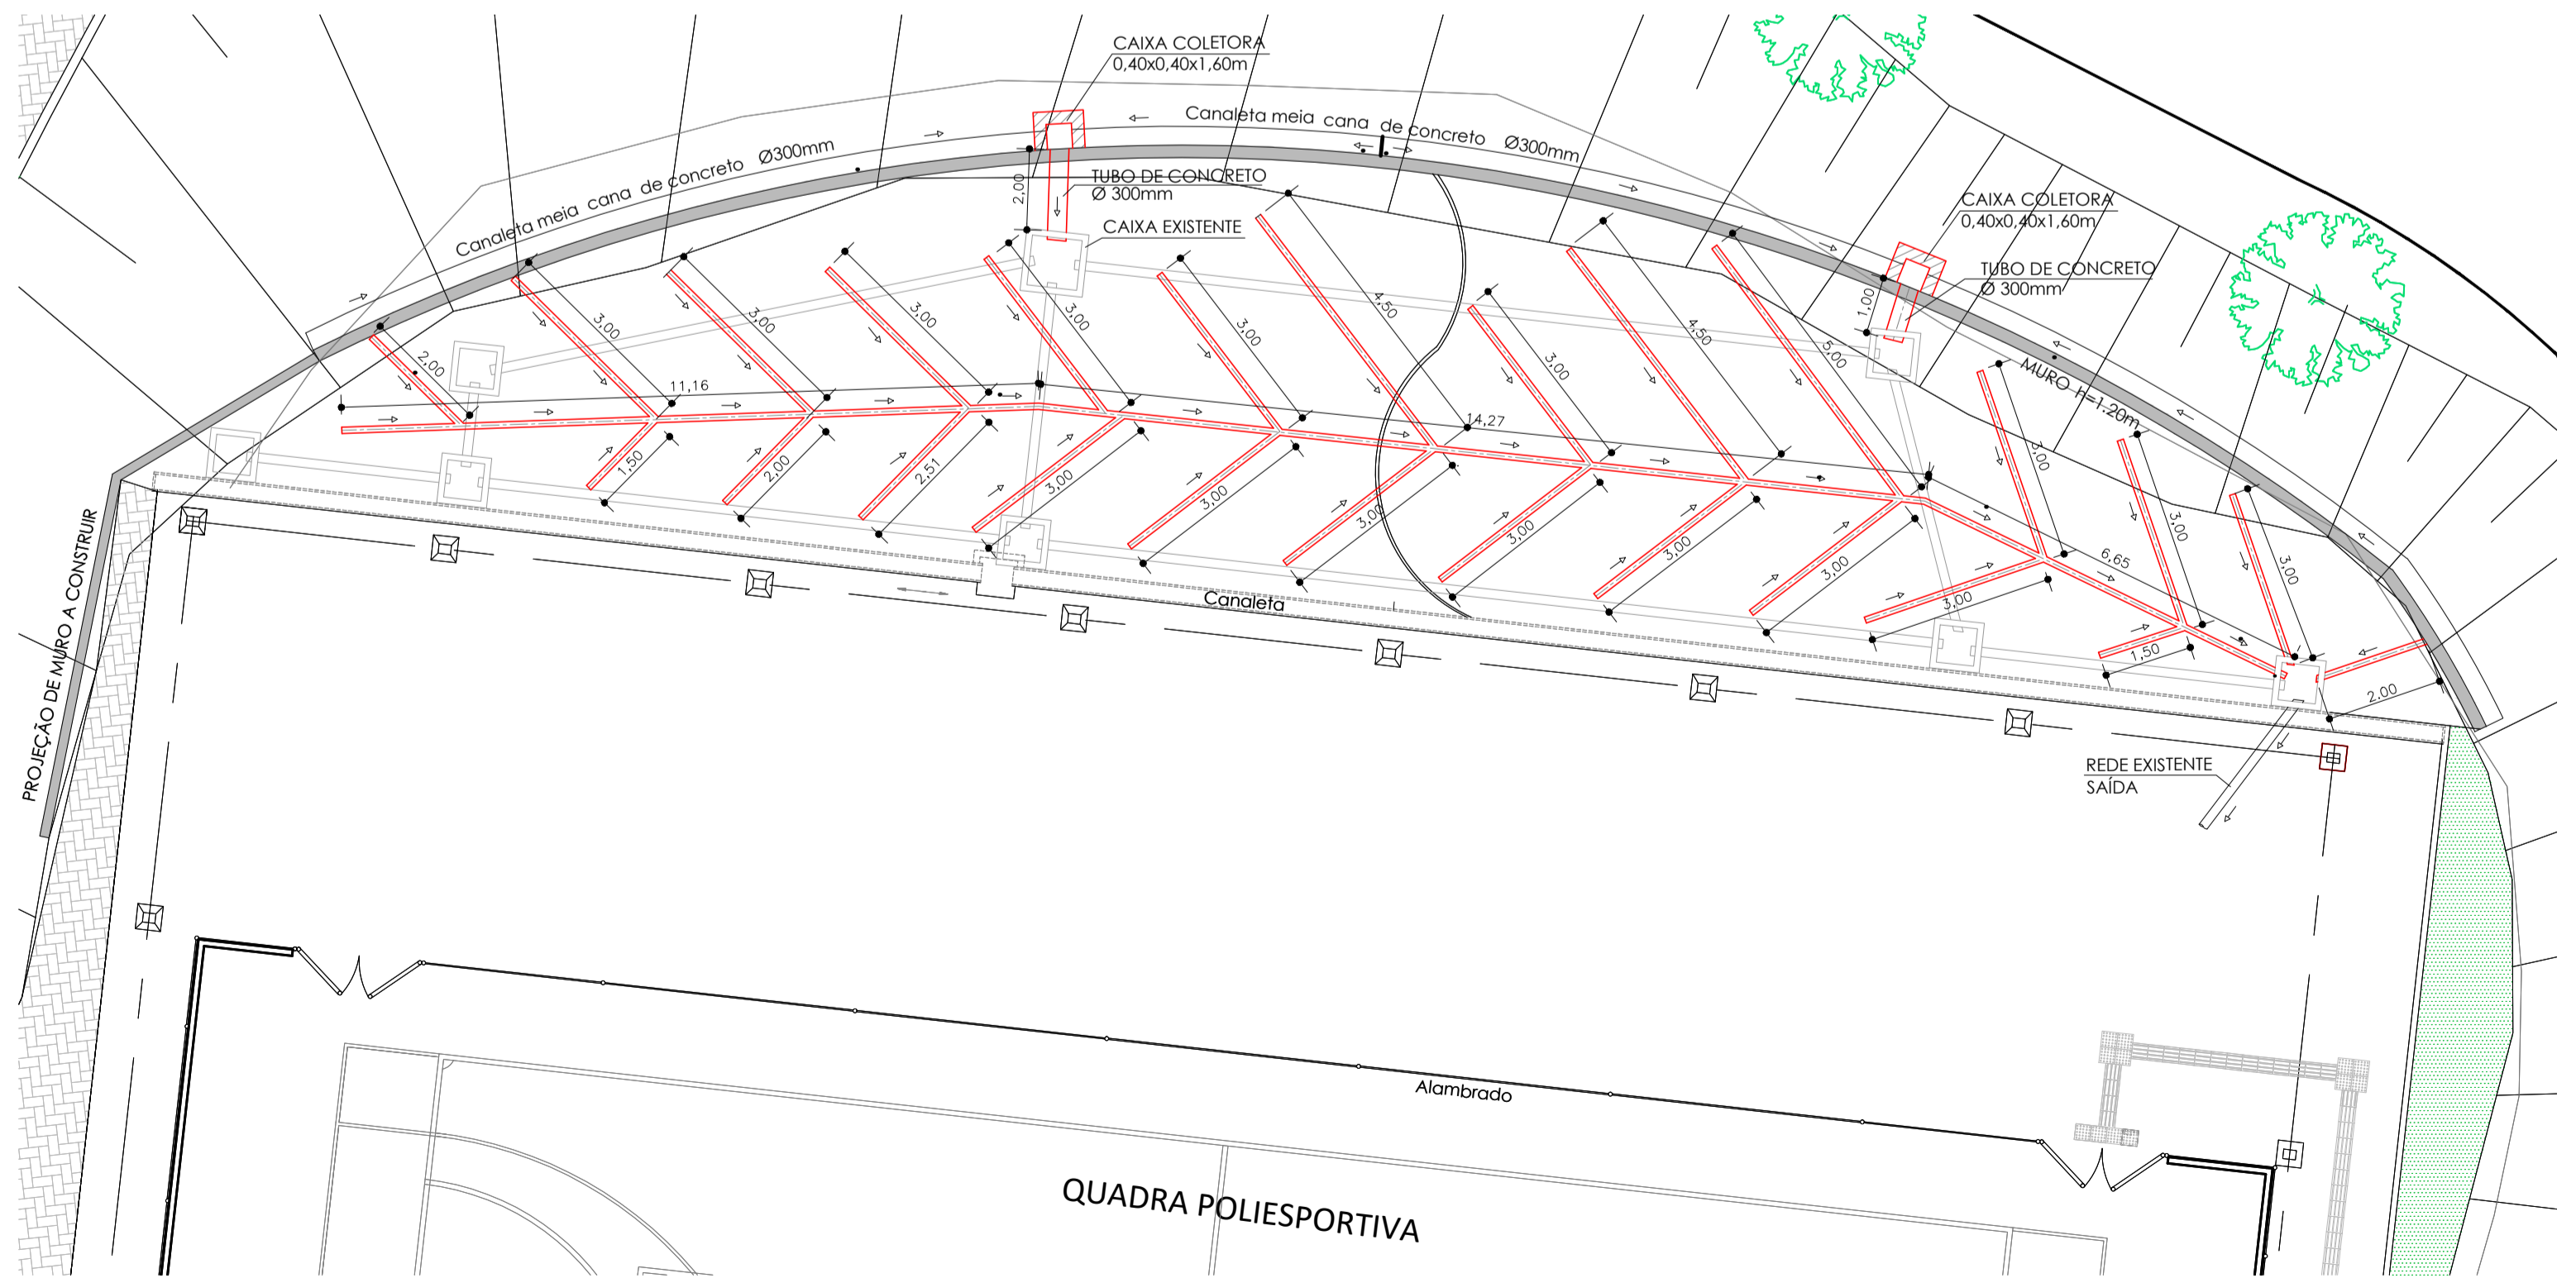 CAIXA COLETORA
0,40x0,40x1,60m
Canaleta meia cana de concreto Ø300mm
Canaleta meia cana de concreto Ø300mm
TUBO DE CONCRETO
Ø 300mm
2,00
CAIXA EXISTENTE
CAIXA COLETORA
0,40x0,40x1,60m
TUBO DE CONCRETO
Ø 300mm
1,00
MURO h=1.20m
2,00
3,00
3,00
3,00
3,00
3,00
4,50
3,00
4,50
5,00
3,00
3,00
3,00
11,16
14,27
6,65
1,50
2,00
2,51
3,00
3,00
3,00
3,00
3,00
3,00
3,00
1,50
2,00
Canaleta
PROJEÇÃO DE MURO A CONSTRUIR
REDE EXISTENTE
SAÍDA
Alambrado
QUADRA POLIESPORTIVA